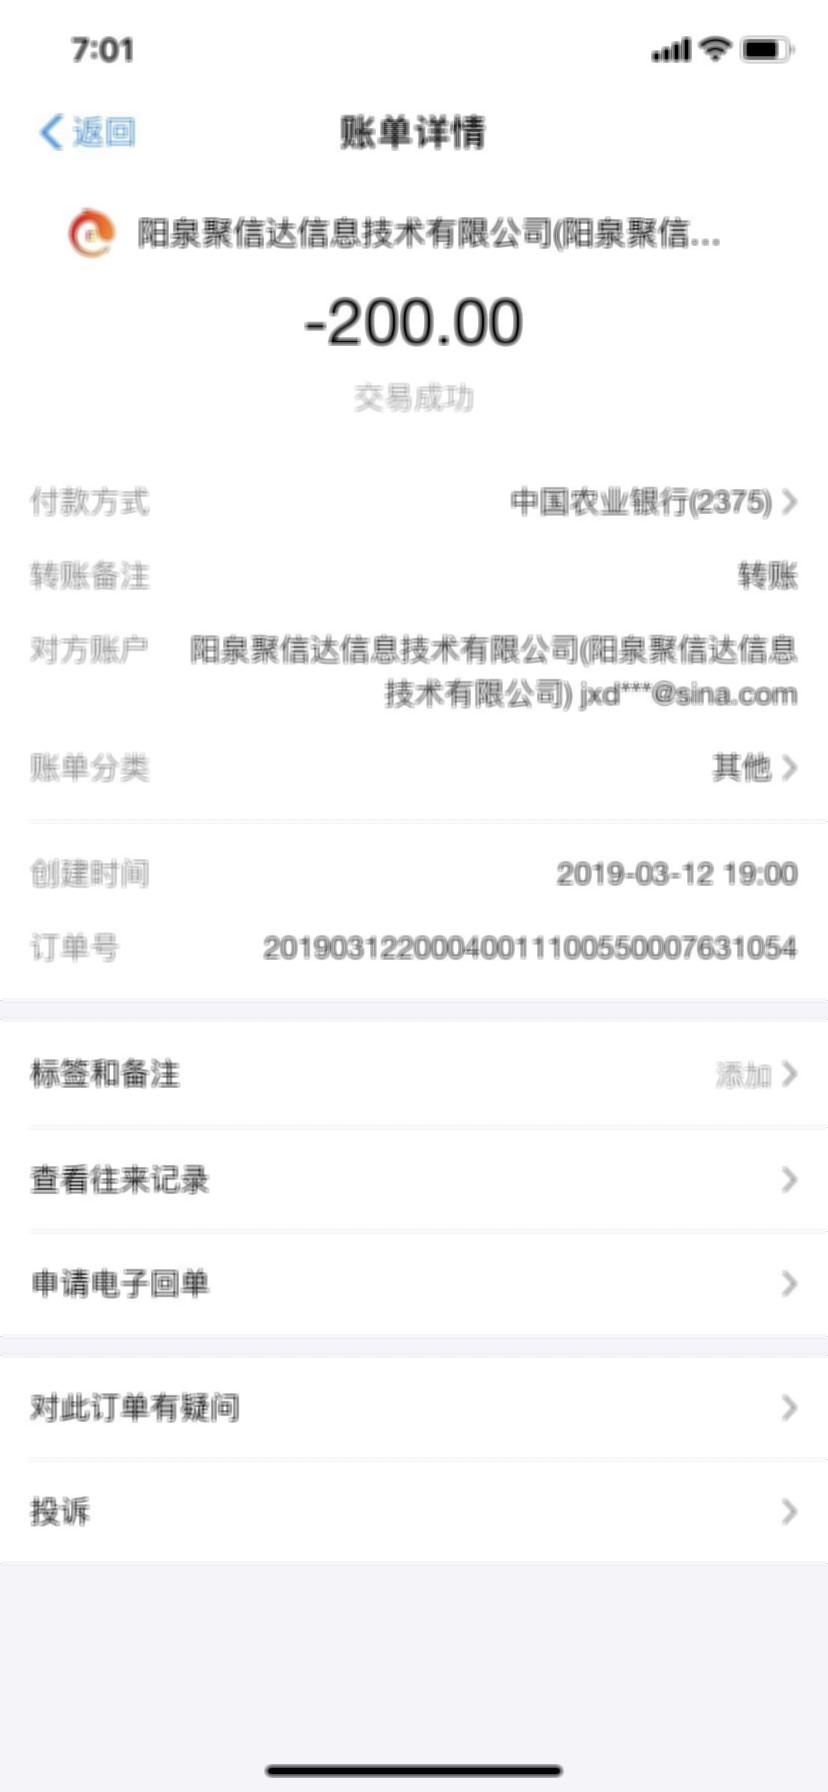 7:01
返回
账单详情
阳泉聚信达信息技术有限公司(阳泉聚信...
-200.00
交易成功
付款方式 中国农业银行(2375)
转账备注 转账
对方账户 阳泉聚信达信息技术有限公司(阳泉聚信达信息
技术有限公司) jxd***@sina.com
账单分类 其他
创建时间 2019-03-12 19:00
订单号 20190312200040011100550007631054
标签和备注 添加
查看往来记录
申请电子回单
对此订单有疑问
投诉